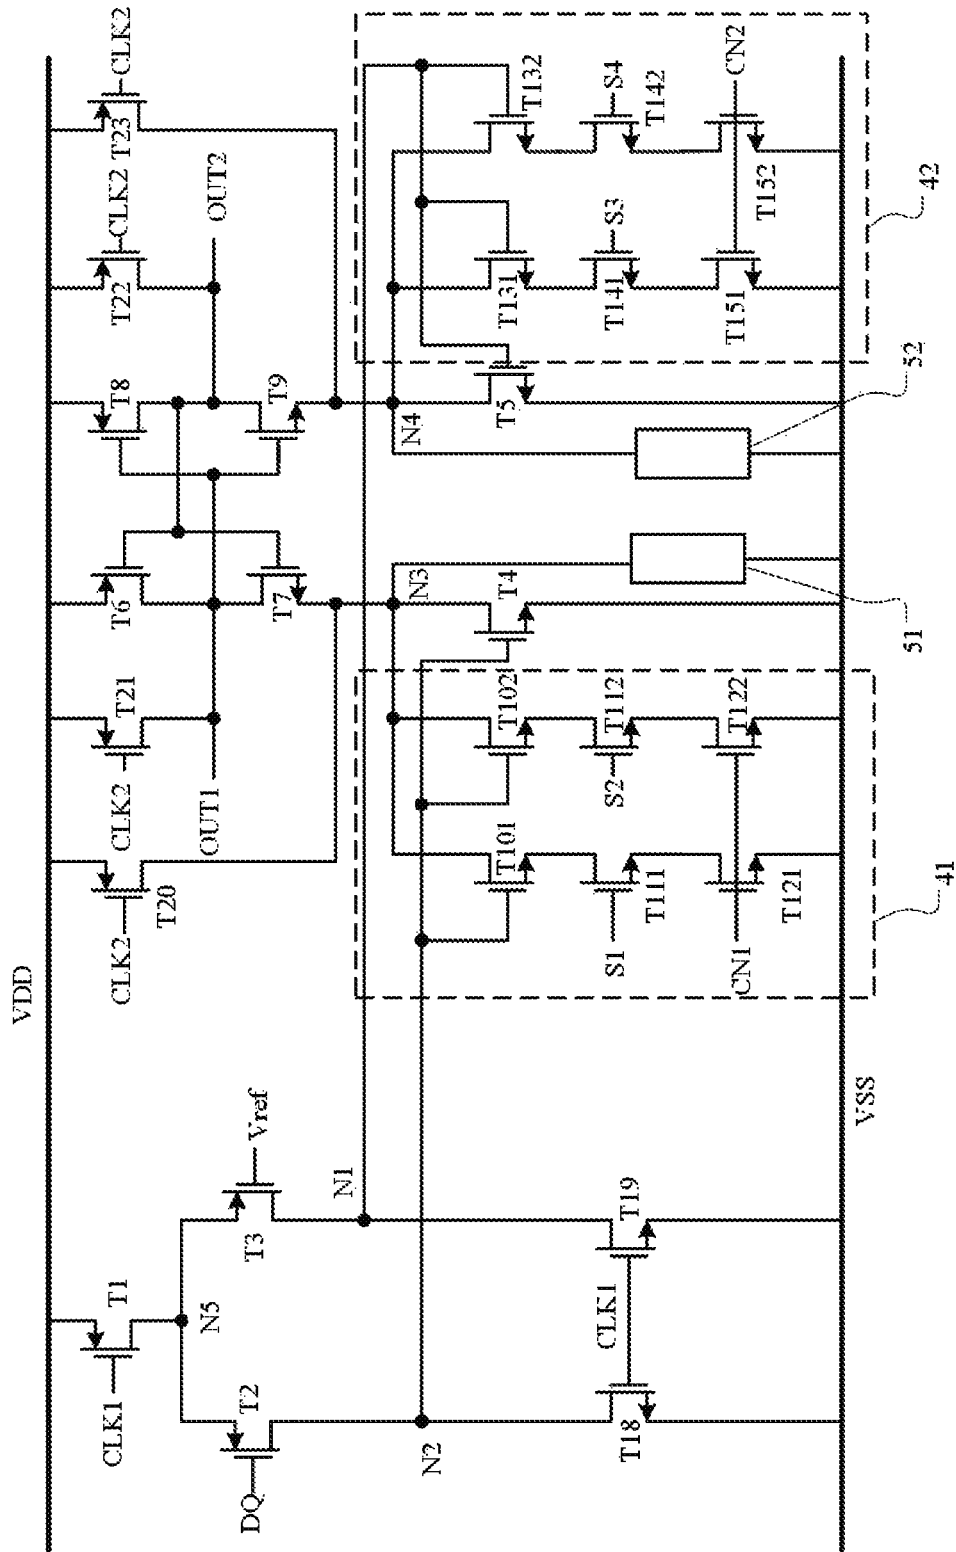 VDD
CLK1
T1
N5
DQ
T2
T3
Vref
N1
N2
CLK1
T18
T19
VSS
CLK2
T20
CLK2
T21
OUT1
T6
T7
T8
T9
T22
CLK2
T23
CLK2
OUT2
N3
N4
T4
T5
T101
T102
S1
T111
S2
T112
CN1
T121
T122
41
51
52
T131
T132
T141
S3
T142
S4
T151
T152
CN2
42